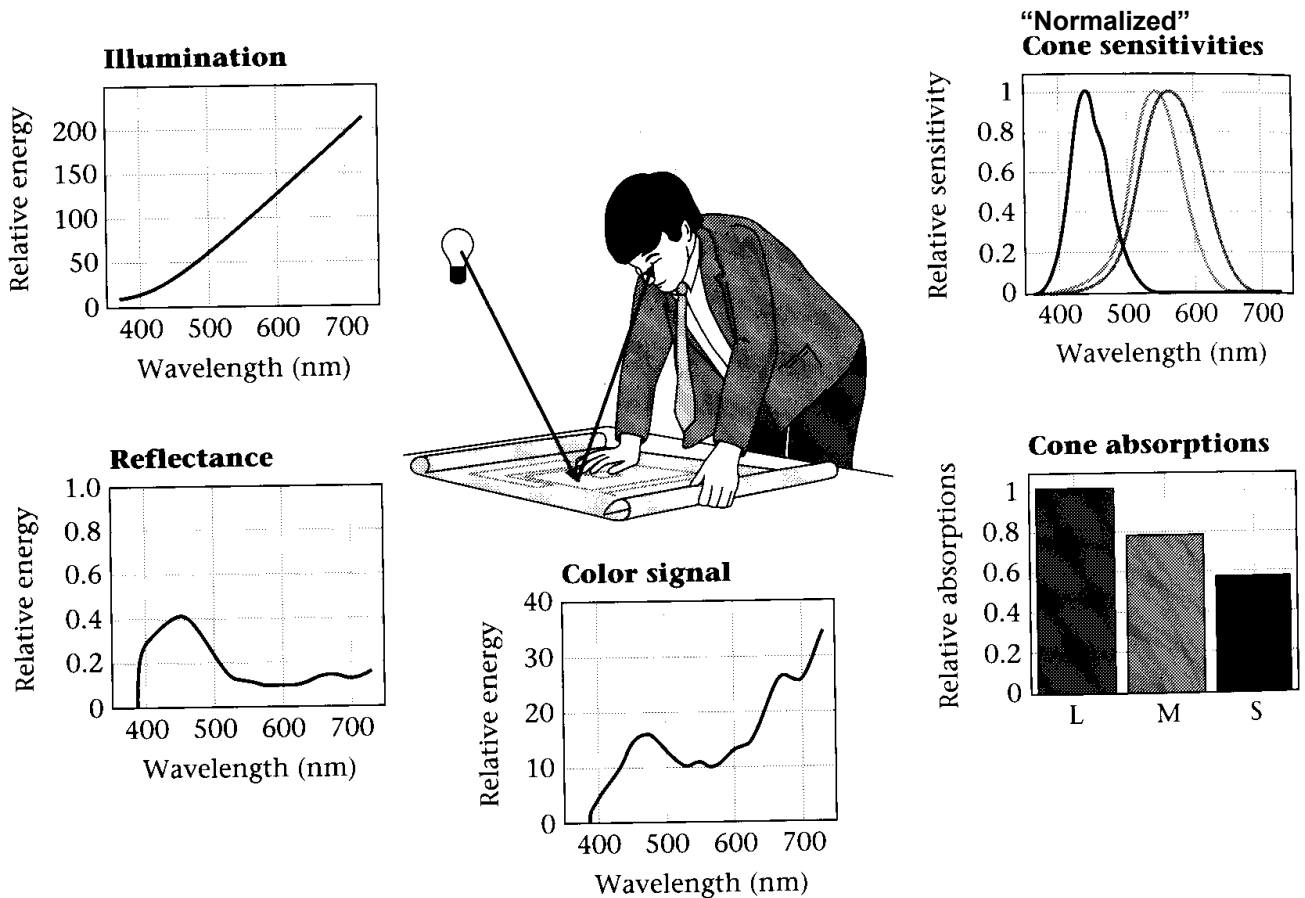 Illumination
Relative energy
200
150
100
50
0
400 500 600 700
Wavelength (nm)
Reflectance
Relative energy
1.0
0.8
0.6
0.4
0.2
0
400 500 600 700
Wavelength (nm)
Color signal
Relative energy
40
30
20
10
0
400 500 600 700
Wavelength (nm)
“Normalized”
Cone sensitivities
Relative sensitivity
1
0.8
0.6
0.4
0.2
0
400 500 600 700
Wavelength (nm)
Cone absorptions
Relative absorptions
1
0.8
0.6
0.4
0.2
0
L M S